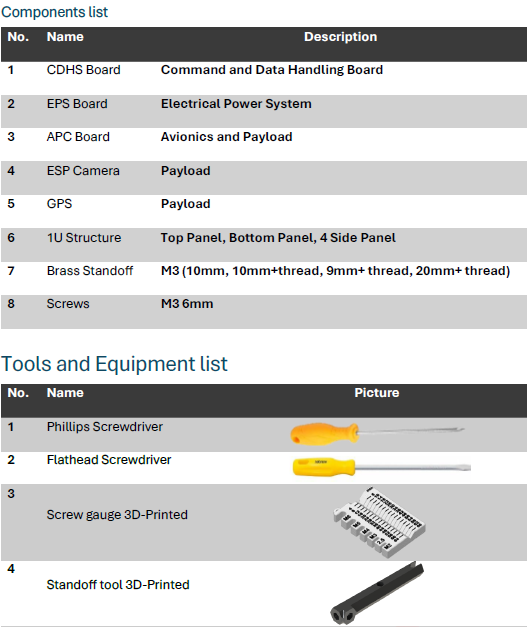 Components list
No. Name Description
1 CDHS Board Command and Data Handling Board
2 EPS Board Electrical Power System
3 APC Board Avionics and Payload
4 ESP Camera Payload
5 GPS Payload
6 1U Structure Top Panel, Bottom Panel, 4 Side Panel
7 Brass Standoff M3 (10mm, 10mm+thread, 9mm+ thread, 20mm+ thread)
8 Screws M3 6mm
Tools and Equipment list
No. Name Picture
1 Phillips Screwdriver
2 Flathead Screwdriver
3
Screw gauge 3D-Printed
4
Standoff tool 3D-Printed